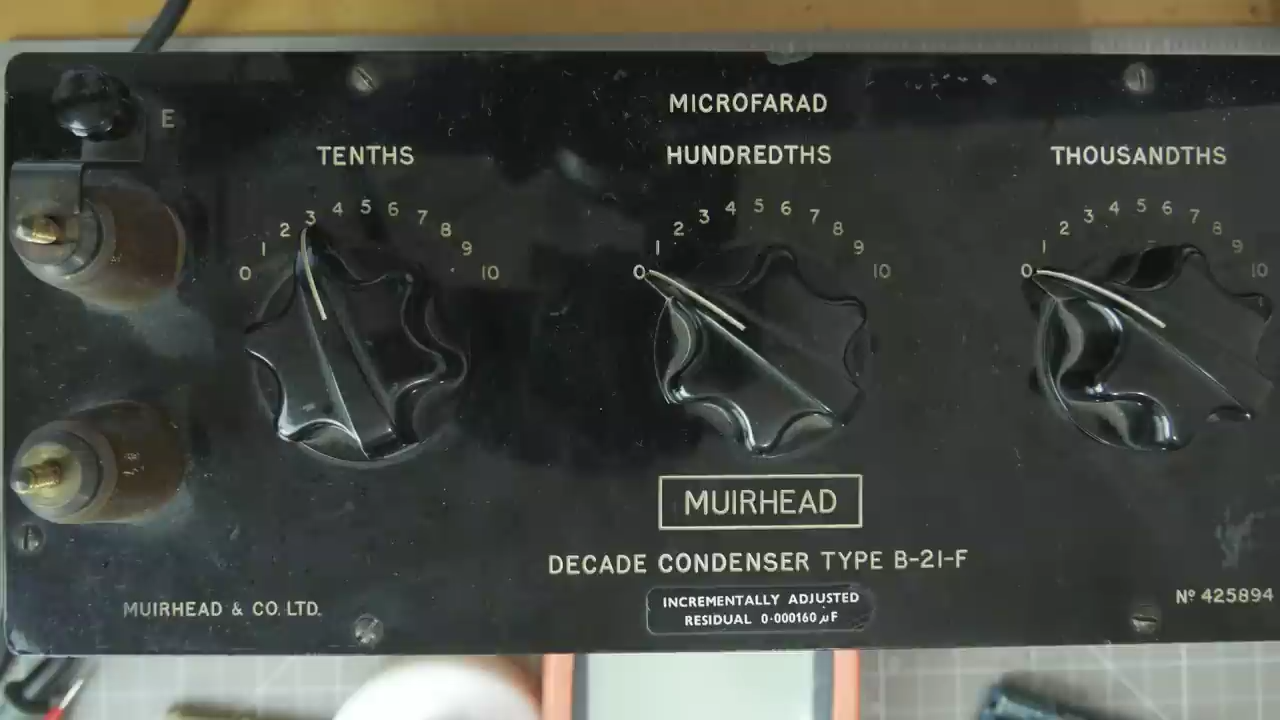 MICROFARAD
E
TENTHS HUNDREDTHS THOUSANDTHS
0 1 2 3 4 5 6 7 8 9 10
0 1 2 3 4 5 6 7 8 9 10
0 1 2 3 4 5 6 7 8 9 10
MUIRHEAD
DECADE CONDENSER TYPE B-21-F
INCREMENTALLY ADJUSTED
RESIDUAL 0·000160 µF
MUIRHEAD & CO. LTD.
Nº 425894